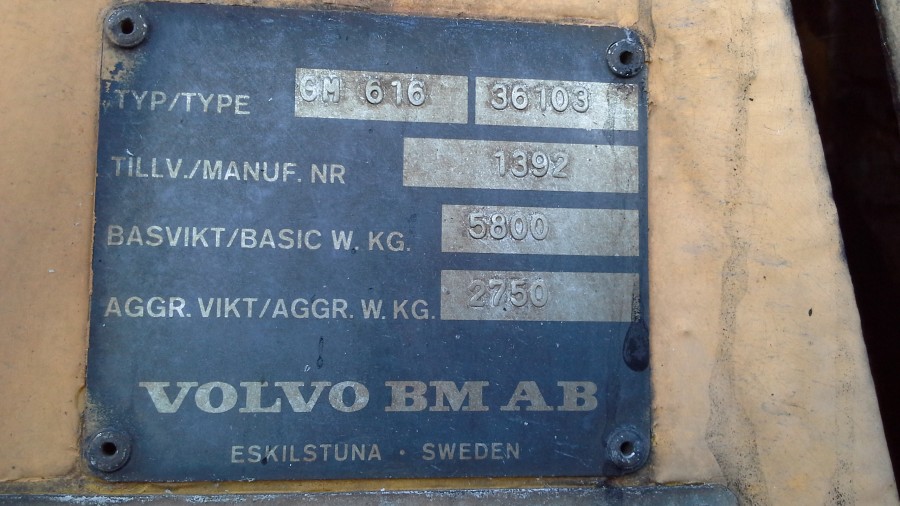 TYP/TYPE GM 616 36103
TILLV./MANUF. NR 1392
BASVIKT/BASIC W. KG. 5800
AGGR. VIKT/AGGR. W. KG. 2750
VOLVO BM AB
ESKILSTUNA · SWEDEN